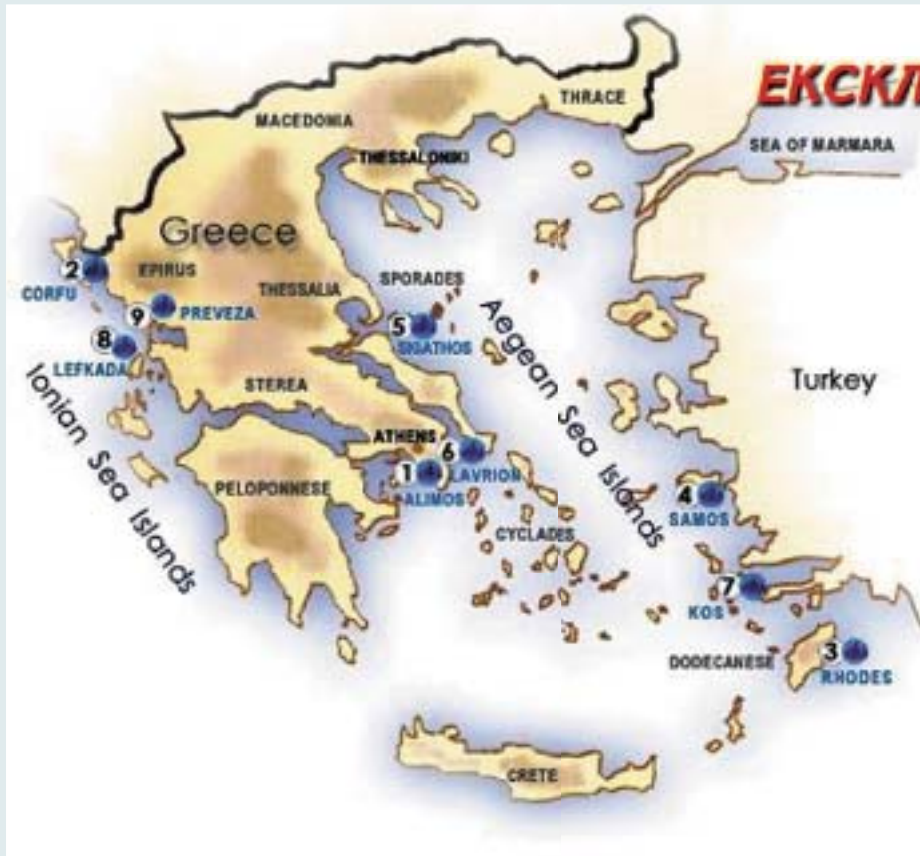 ЕКСКЛ
THRACE
MACEDONIA
SEA OF MARMARA
THESSALONIKI
Greece
EPIRUS
SPORADES
2
CORFU
THESSALIA
9
PREVEZA
5
SIGATHOS
8
LEFKADA
Aegean Sea Islands
Ionian Sea Islands
STEREA
Turkey
ATHENS
6
LAVRION
1
ALIMOS
PELOPONNESE
4
SAMOS
CYCLADES
7
KOS
DODECANESE
3
RHODES
CRETE